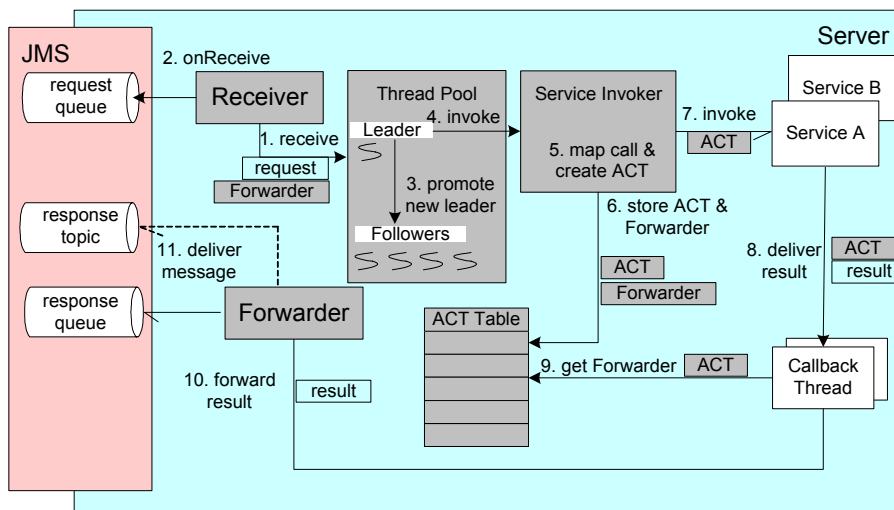 JMS
Server
request
queue
2. onReceive
Receiver
1. receive
request
Forwarder
Thread Pool
Leader
4. invoke
3. promote
new leader
Followers
Service Invoker
5. map call &
create ACT
7. invoke
ACT
Service B
Service A
6. store ACT &
Forwarder
ACT
Forwarder
8. deliver
result
ACT
result
response
topic
11. deliver
message
response
queue
Forwarder
ACT Table
9. get Forwarder
ACT
Callback
Thread
10. forward
result
result